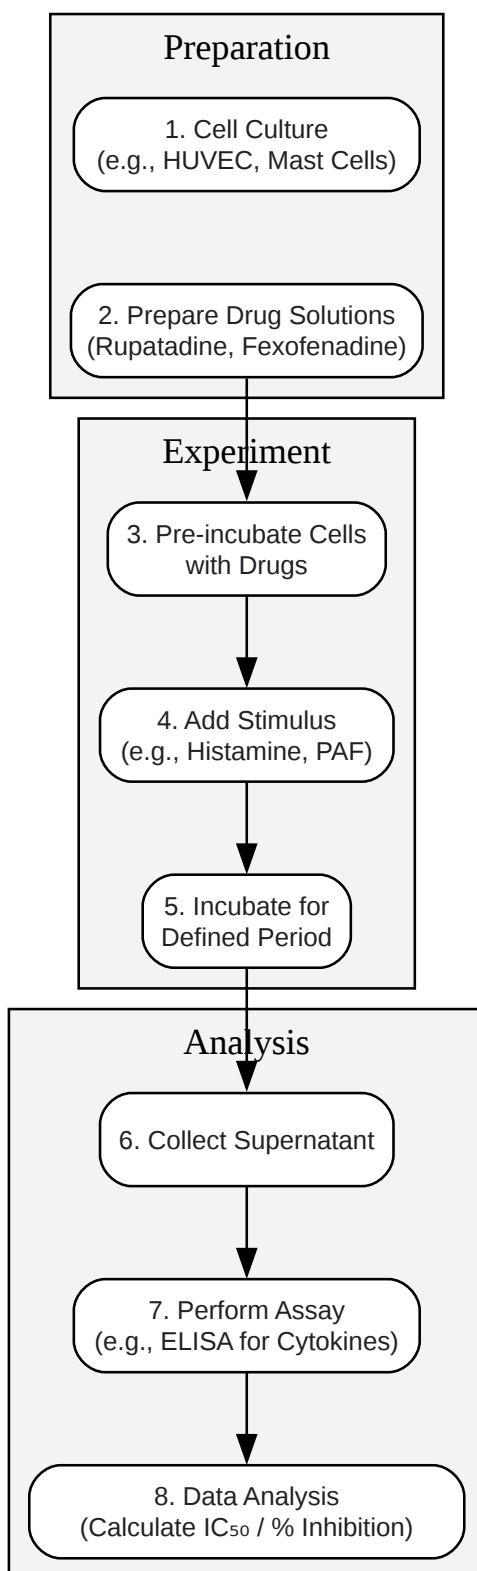 Preparation
1. Cell Culture
(e.g., HUVEC, Mast Cells)
2. Prepare Drug Solutions
(Rupatadine, Fexofenadine)
Experiment
3. Pre-incubate Cells
with Drugs
4. Add Stimulus
(e.g., Histamine, PAF)
5. Incubate for
Defined Period
Analysis
6. Collect Supernatant
7. Perform Assay
(e.g., ELISA for Cytokines)
8. Data Analysis
(Calculate IC₅₀ / % Inhibition)